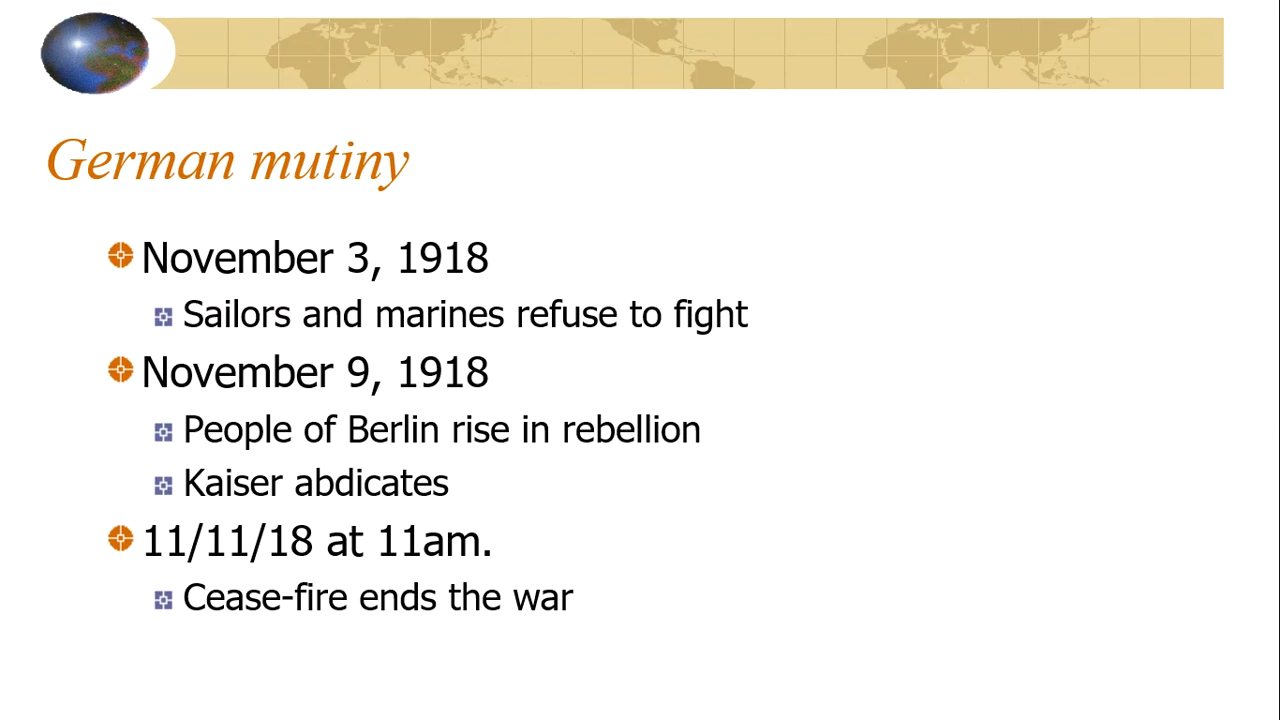 German mutiny
November 3, 1918
Sailors and marines refuse to fight
November 9, 1918
People of Berlin rise in rebellion
Kaiser abdicates
11/11/18 at 11am.
Cease-fire ends the war